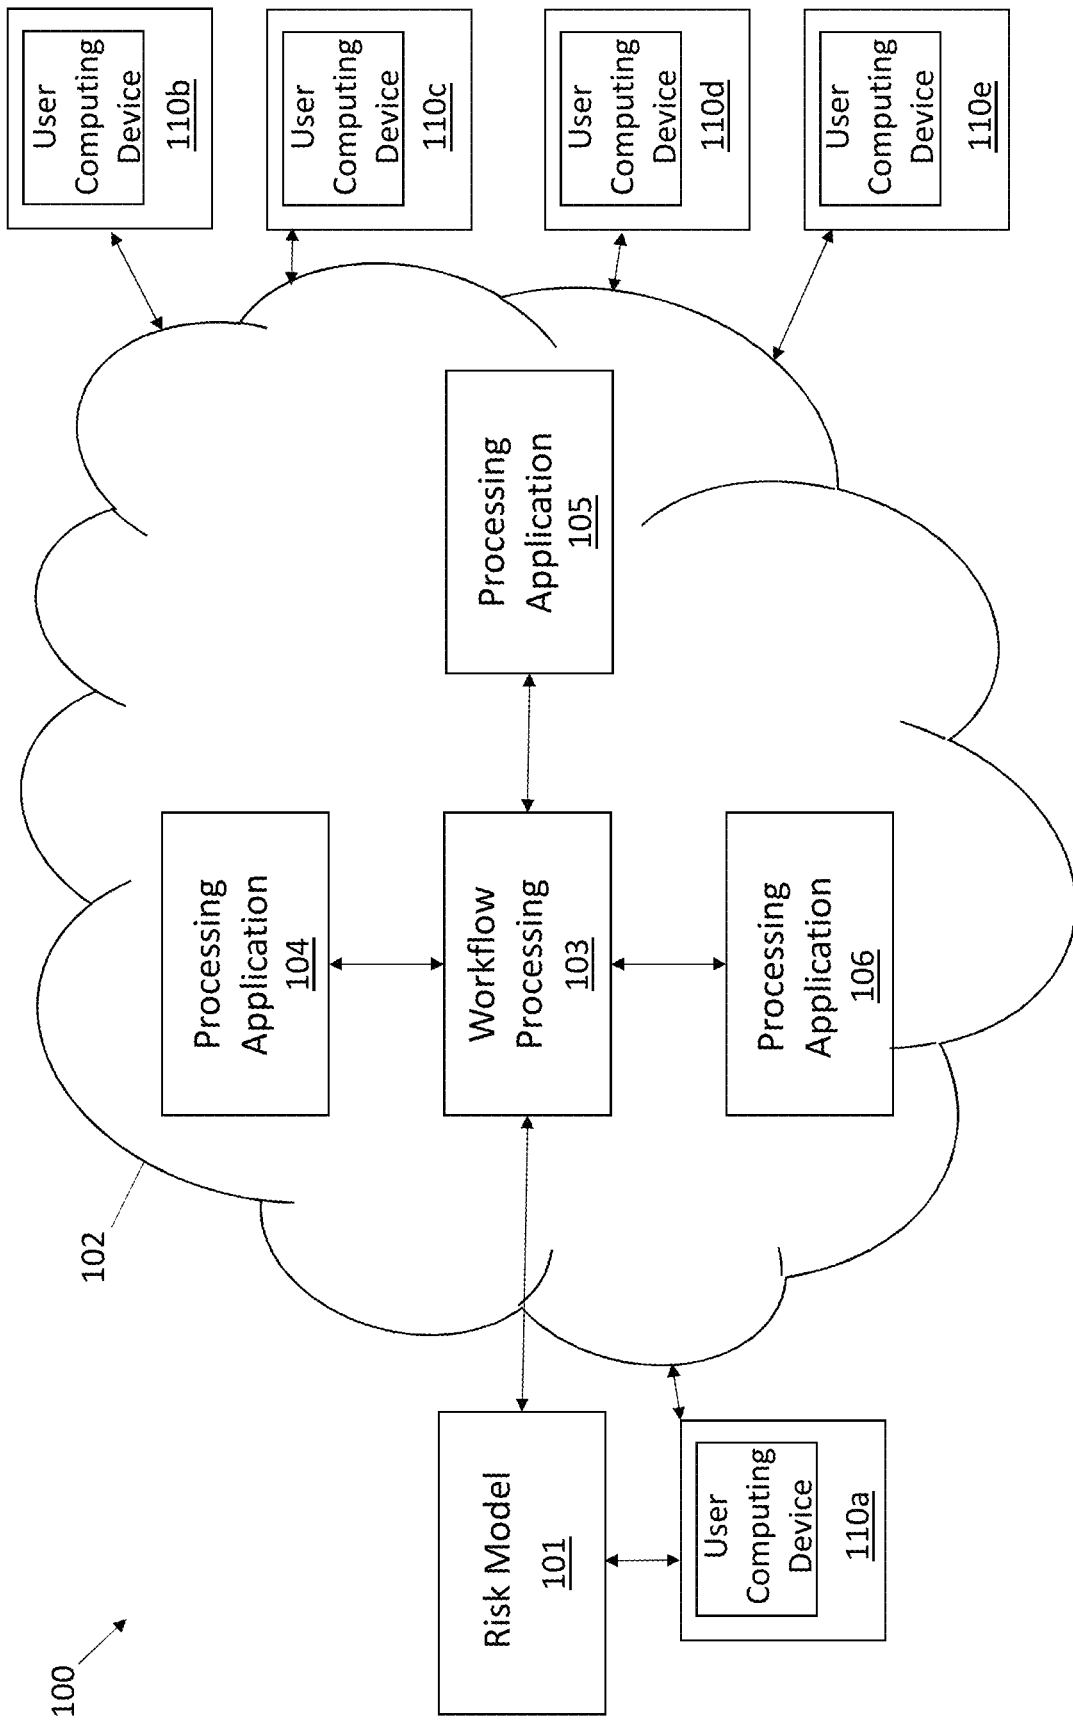 100
102
Risk Model
101
User
Computing
Device
110a
Processing
Application
104
Workflow
Processing
103
Processing
Application
106
Processing
Application
105
User
Computing
Device
110b
User
Computing
Device
110c
User
Computing
Device
110d
User
Computing
Device
110e